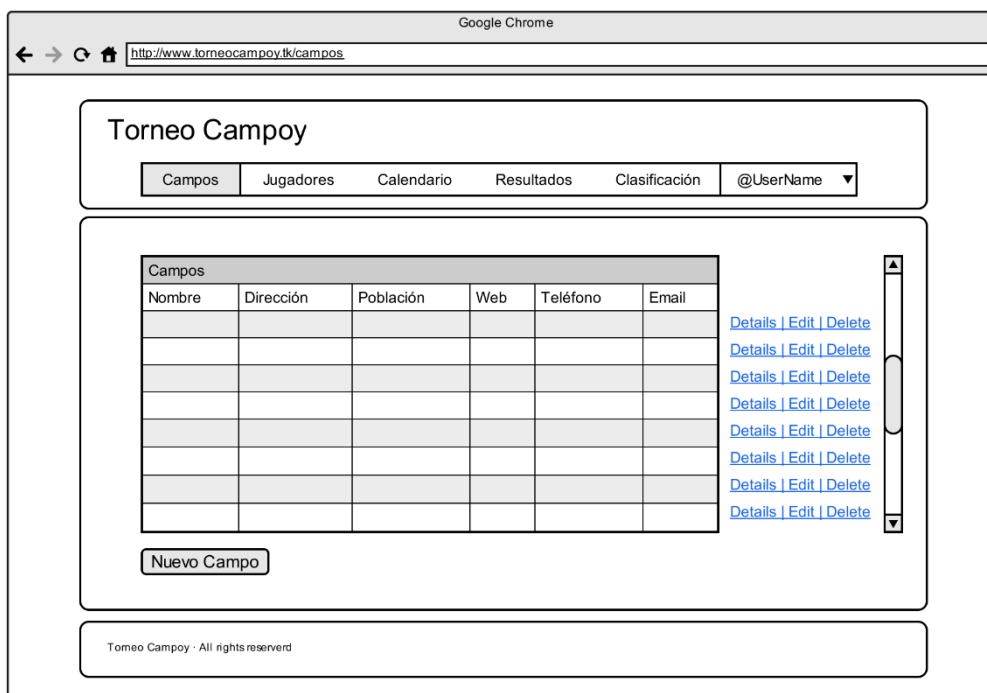 Google Chrome
http://www.torneocampoy.tk/campos
Torneo Campoy
Campos Jugadores Calendario Resultados Clasificación @UserName
Campos
Nombre Dirección Población Web Teléfono Email
Details | Edit | Delete
Details | Edit | Delete
Details | Edit | Delete
Details | Edit | Delete
Details | Edit | Delete
Details | Edit | Delete
Details | Edit | Delete
Details | Edit | Delete
Nuevo Campo
Torneo Campoy · All rights reserverd